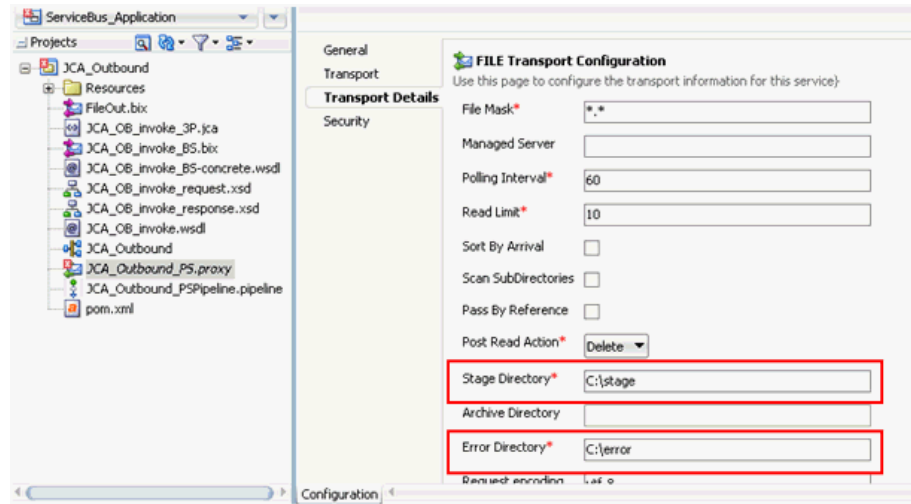 ServiceBus_Application
Projects
JCA_Outbound
Resources
FileOut.bix
JCA_OB_invoke_3P.jca
JCA_OB_invoke_BS.bix
JCA_OB_invoke_BS-concrete.wsdl
JCA_OB_invoke_request.xsd
JCA_OB_invoke_response.xsd
JCA_OB_invoke.wsdl
JCA_Outbound
JCA_Outbound_PS.proxy
JCA_Outbound_PSPipeline.pipeline
pom.xml
General
Transport
Transport Details
Security
FILE Transport Configuration
Use this page to configure the transport information for this service}
File Mask* *.*
Managed Server
Polling Interval* 60
Read Limit* 10
Sort By Arrival
Scan SubDirectories
Pass By Reference
Post Read Action* Delete
Stage Directory* C:\stage
Archive Directory
Error Directory* C:\error
Request encoding utf-8
Configuration